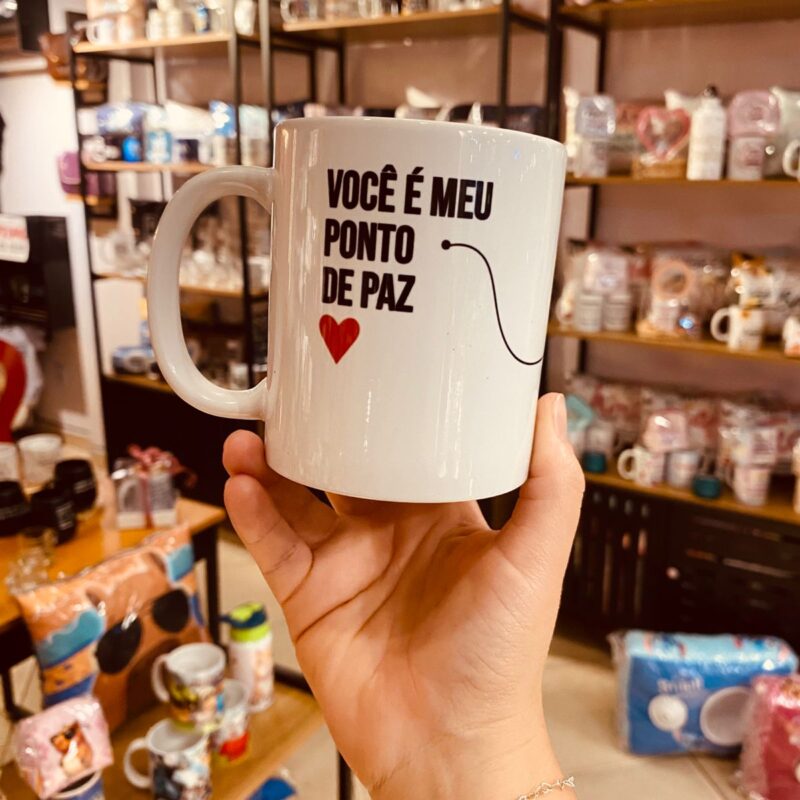 VOCÊ É MEU
PONTO
DE PAZ